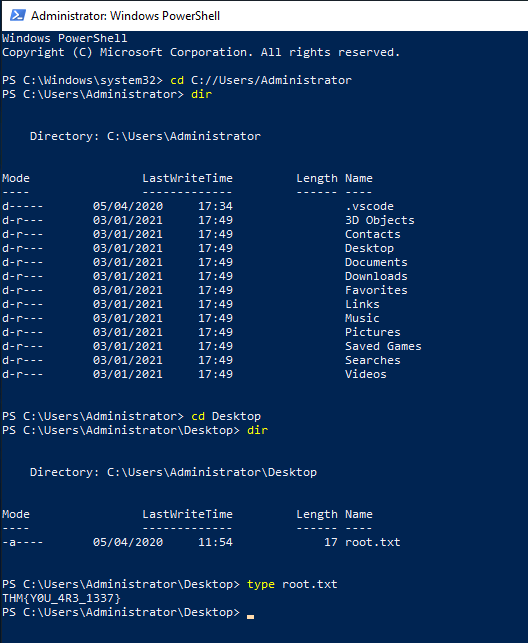 Administrator: Windows PowerShell
Windows PowerShell
Copyright (C) Microsoft Corporation. All rights reserved.
PS C:\Windows\system32> cd C://Users/Administrator
PS C:\Users\Administrator> dir
Directory: C:\Users\Administrator
Mode LastWriteTime Length Name
---- ------------- ------ ----
d----- 05/04/2020 17:34 .vscode
d-r--- 03/01/2021 17:49 3D Objects
d-r--- 03/01/2021 17:49 Contacts
d-r--- 03/01/2021 17:49 Desktop
d-r--- 03/01/2021 17:49 Documents
d-r--- 03/01/2021 17:49 Downloads
d-r--- 03/01/2021 17:49 Favorites
d-r--- 03/01/2021 17:49 Links
d-r--- 03/01/2021 17:49 Music
d-r--- 03/01/2021 17:49 Pictures
d-r--- 03/01/2021 17:49 Saved Games
d-r--- 03/01/2021 17:49 Searches
d-r--- 03/01/2021 17:49 Videos
PS C:\Users\Administrator> cd Desktop
PS C:\Users\Administrator\Desktop> dir
Directory: C:\Users\Administrator\Desktop
Mode LastWriteTime Length Name
---- ------------- ------ ----
-a---- 05/04/2020 11:54 17 root.txt
PS C:\Users\Administrator\Desktop> type root.txt
THM{Y0U_4R3_1337}
PS C:\Users\Administrator\Desktop>